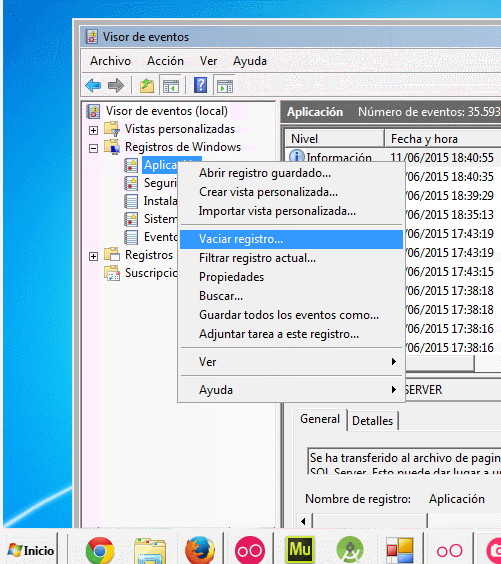 Visor de eventos
Archivo Acción Ver Ayuda
Visor de eventos (local)
Vistas personalizadas
Registros de Windows
Aplicación
Seguri
Instala
Sistem
Evento
Registros
Suscripcio
Aplicación Número de eventos: 35.593
Nivel Fecha y hora
Información 11/06/2015 18:40:55
/06/2015 18:40:35
/06/2015 18:39:29
/06/2015 18:35:13
/06/2015 17:43:19
/06/2015 17:43:19
/06/2015 17:43:15
/06/2015 17:38:18
/06/2015 17:38:18
/06/2015 17:38:16
/06/2015 17:38:16
Abrir registro guardado...
Crear vista personalizada...
Importar vista personalizada...
Vaciar registro...
Filtrar registro actual...
Propiedades
Buscar...
Guardar todos los eventos como...
Adjuntar tarea a este registro...
Ver
Ayuda
SERVER
General Detalles
Se ha transferido al archivo de pagin
SQL Server. Esto puede dar lugar a u
Nombre de registro: Aplicación
Inicio
Mu